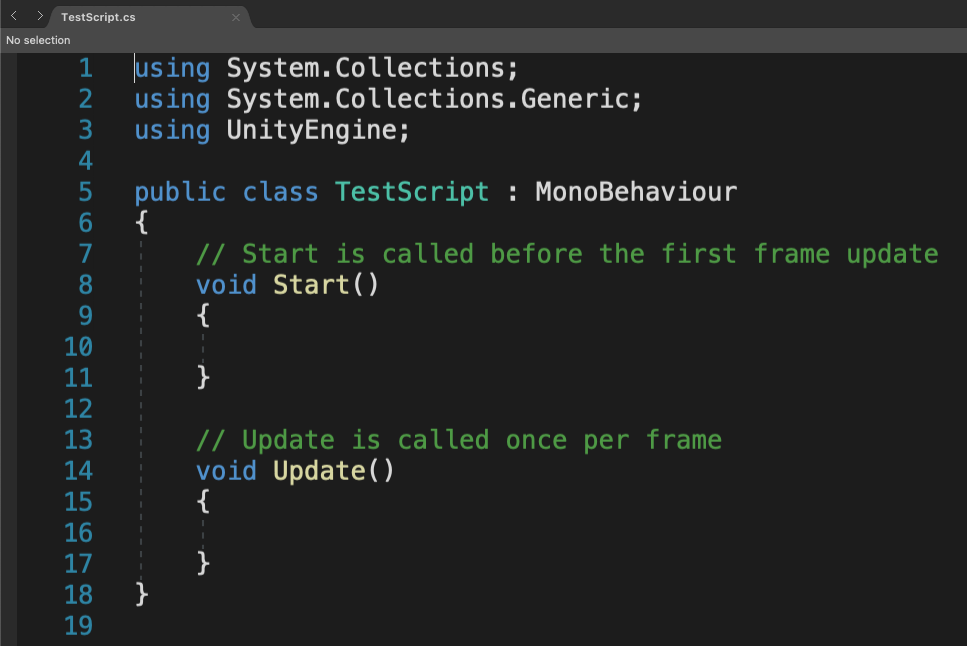 TestScript.cs
No selection
1 using System.Collections;
2 using System.Collections.Generic;
3 using UnityEngine;
4
5 public class TestScript : MonoBehaviour
6 {
7     // Start is called before the first frame update
8     void Start()
9     {
10
11     }
12
13     // Update is called once per frame
14     void Update()
15     {
16
17     }
18 }
19